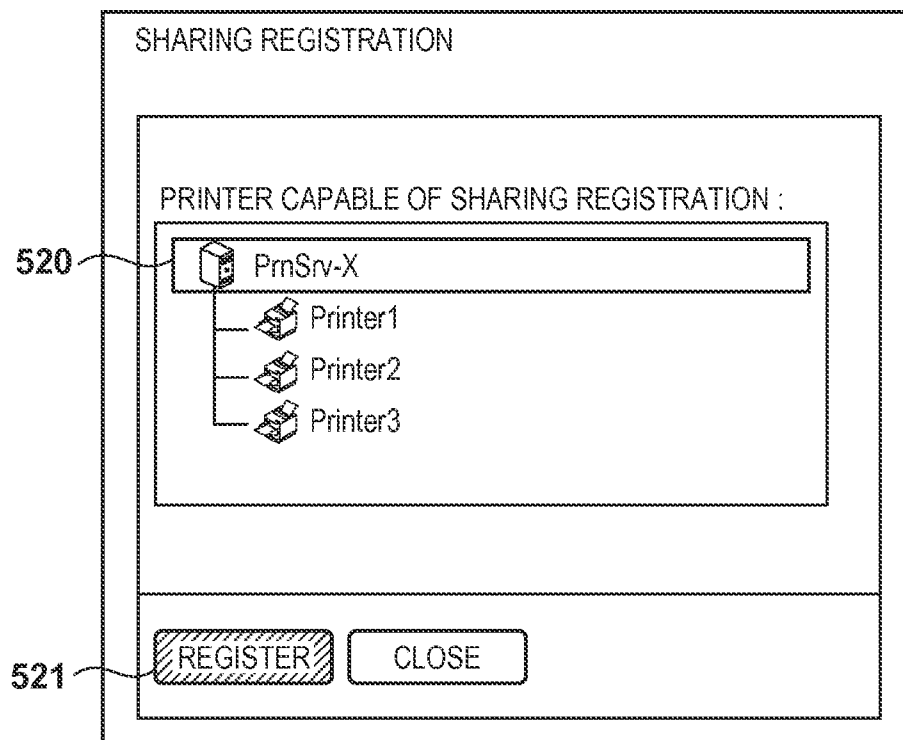 SHARING REGISTRATION
PRINTER CAPABLE OF SHARING REGISTRATION :
520
PrnSrv-X
Printer1
Printer2
Printer3
521
REGISTER
CLOSE